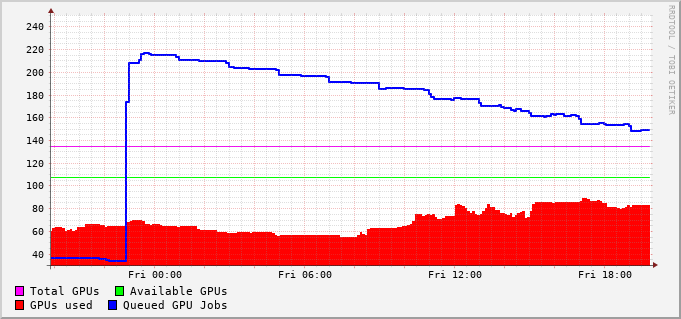 RRDTOOL / TOBI OETIKER
240
220
200
180
160
140
120
100
80
60
40
Fri 00:00 Fri 06:00 Fri 12:00 Fri 18:00
Total GPUs Available GPUs
GPUs used Queued GPU Jobs